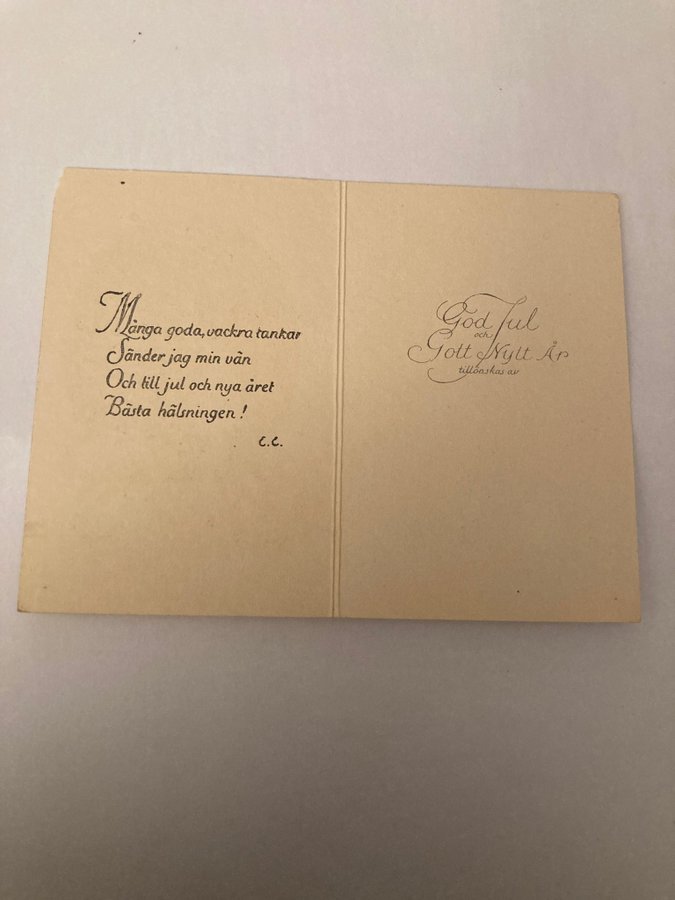 Många goda, vackra tankar
Sänder jag min vän
Och till jul och nya året
Bästa hälsningen!
C.C.
God Jul
och
Gott Nytt År
tillönskas av